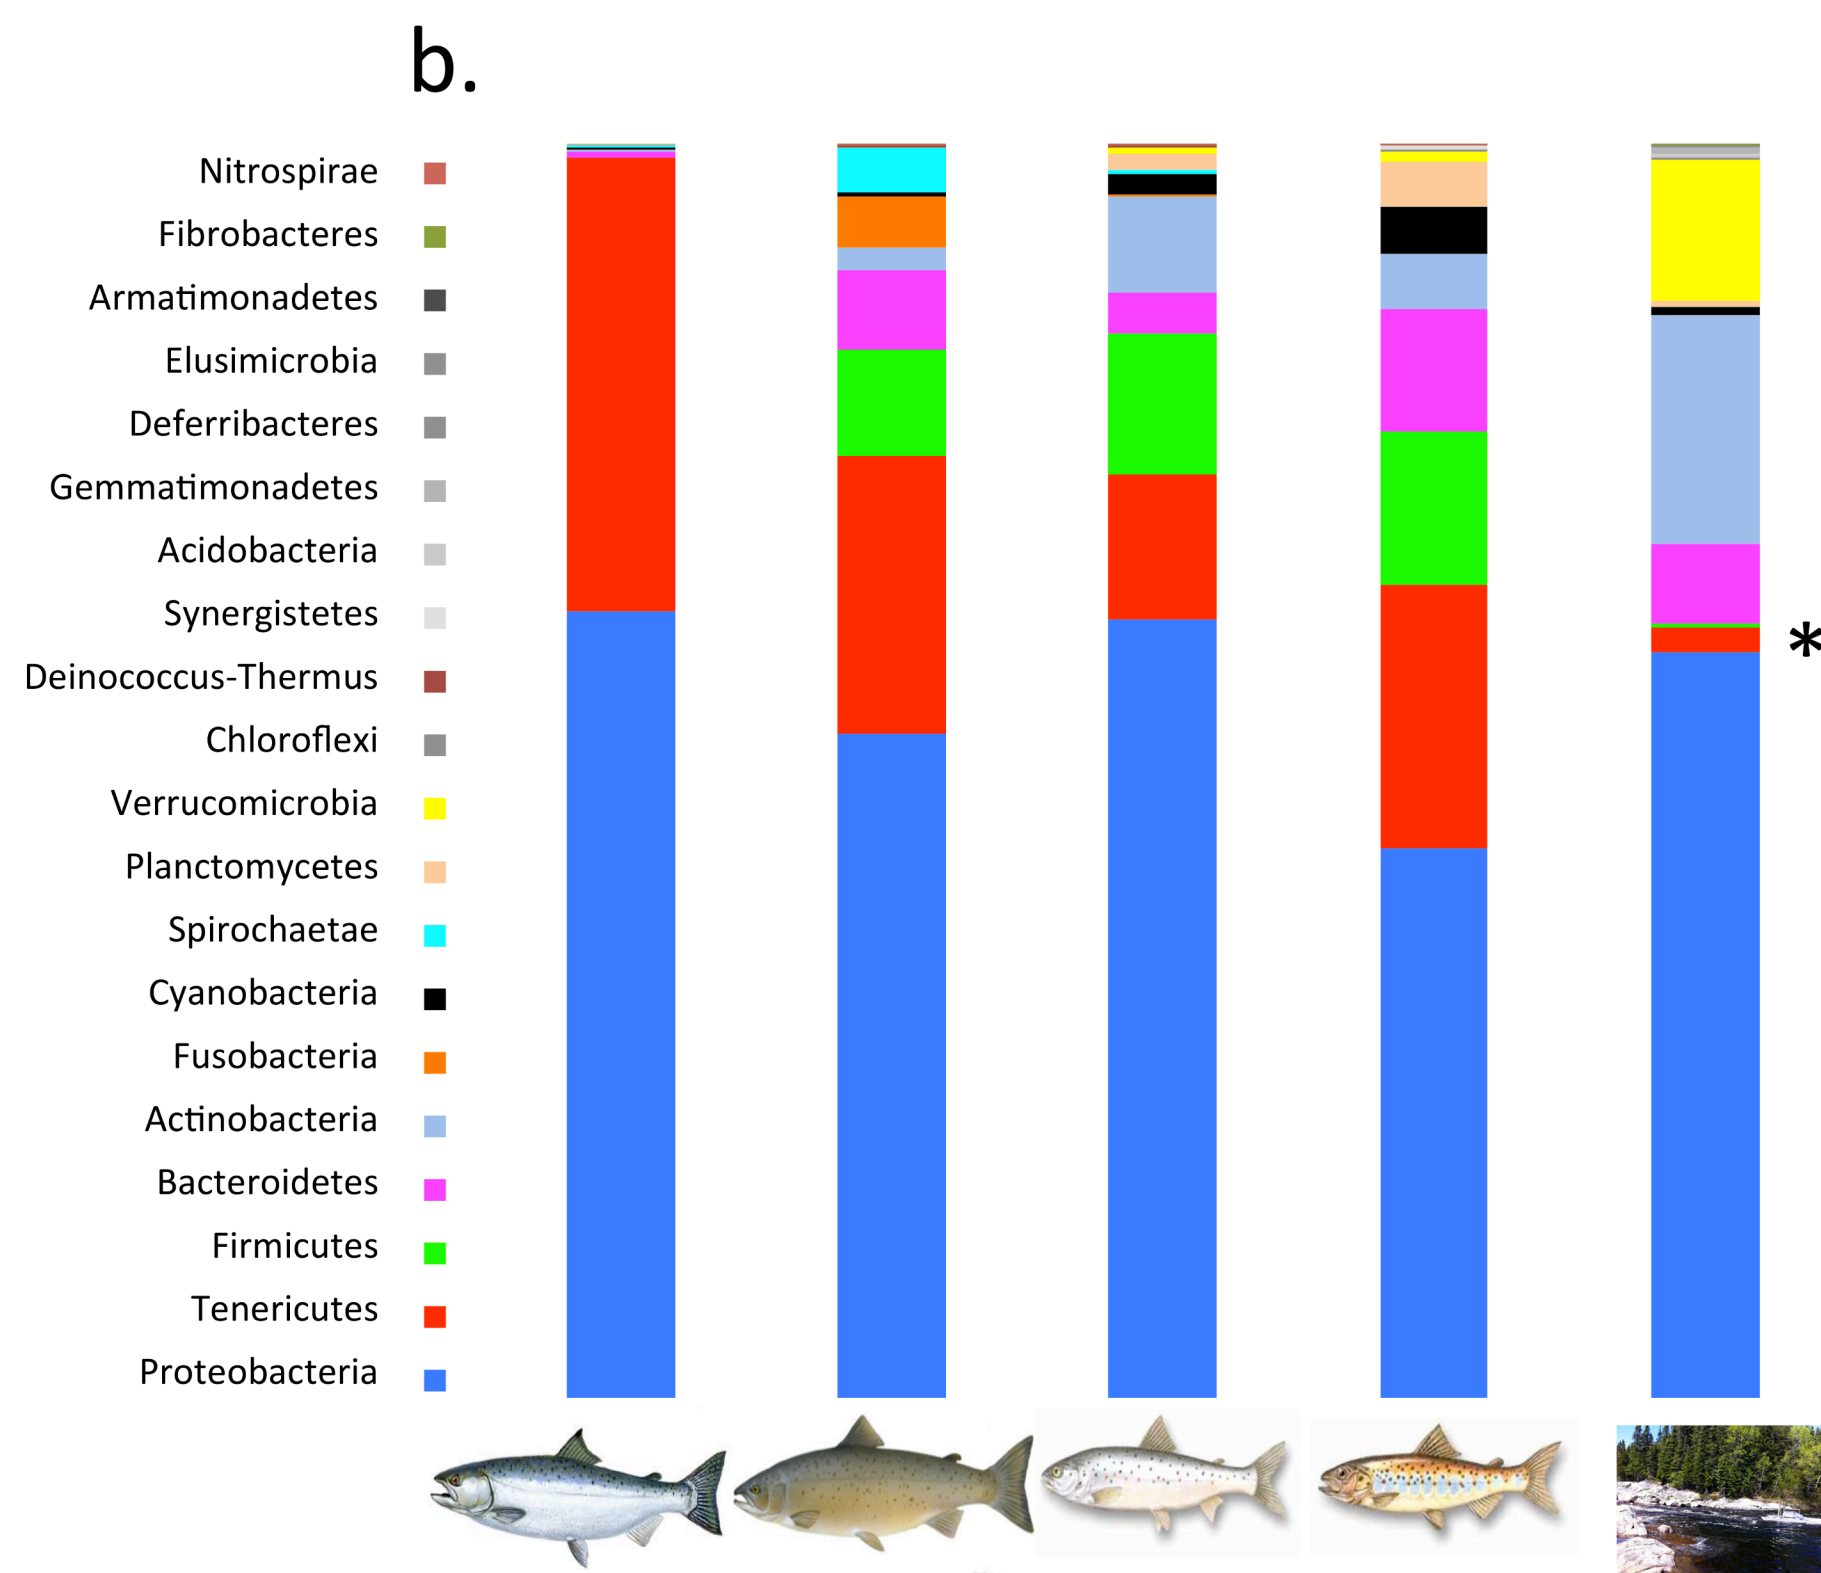 b.
Nitrospirae
Fibrobacteres
Armatimonadetes
Elusimicrobia
Deferribacteres
Gemmatimonadetes
Acidobacteria
Synergistetes
Deinococcus-Thermus
Chloroflexi
Verrucomicrobia
Planctomycetes
Spirochaetae
Cyanobacteria
Fusobacteria
Actinobacteria
Bacteroidetes
Firmicutes
Tenericutes
Proteobacteria
*